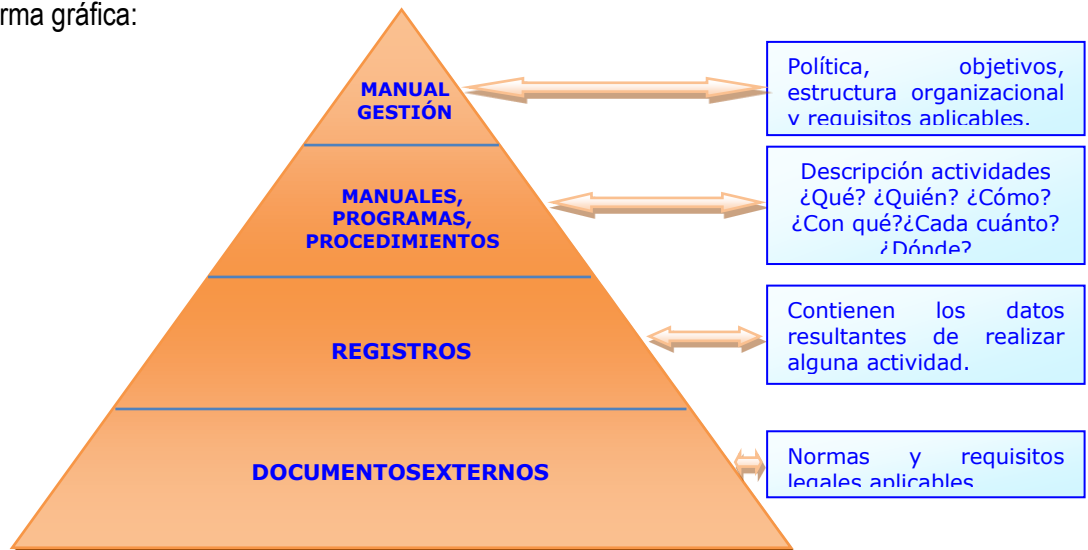 rma gráfica:
MANUAL
GESTIÓN
Política, objetivos,
estructura organizacional
y requisitos aplicables.
MANUALES,
PROGRAMAS,
PROCEDIMIENTOS
Descripción actividades
¿Qué? ¿Quién? ¿Cómo?
¿Con qué?¿Cada cuánto?
¿Dónde?
REGISTROS
Contienen los datos
resultantes de realizar
alguna actividad.
DOCUMENTOSEXTERNOS
Normas y requisitos
legales aplicables